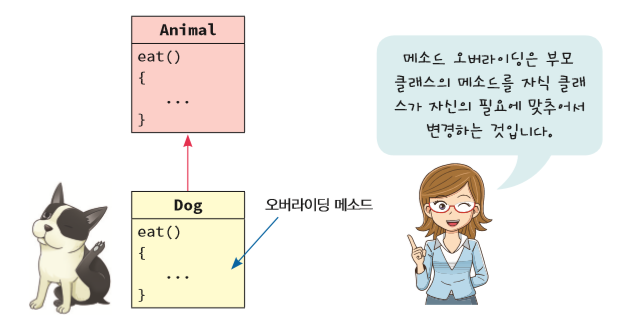 Animal
eat()
{
...
}
메소드 오버라이딩은 부모
클래스의 메소드를 자식 클래
스가 자신의 필요에 맞추어서
변경하는 것입니다.
Dog
eat()
{
...
}
오버라이딩 메소드